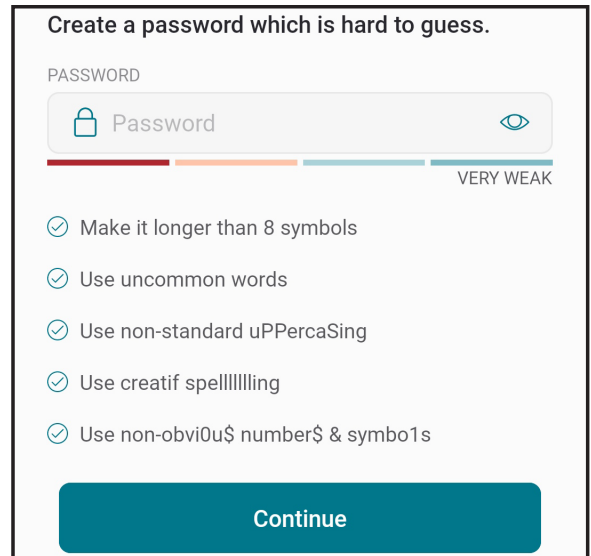 Create a password which is hard to guess.
PASSWORD
Password
VERY WEAK
Make it longer than 8 symbols
Use uncommon words
Use non-standard uPPercaSing
Use creatif spellllllling
Use non-obvi0u$ number$ & symbo1s
Continue